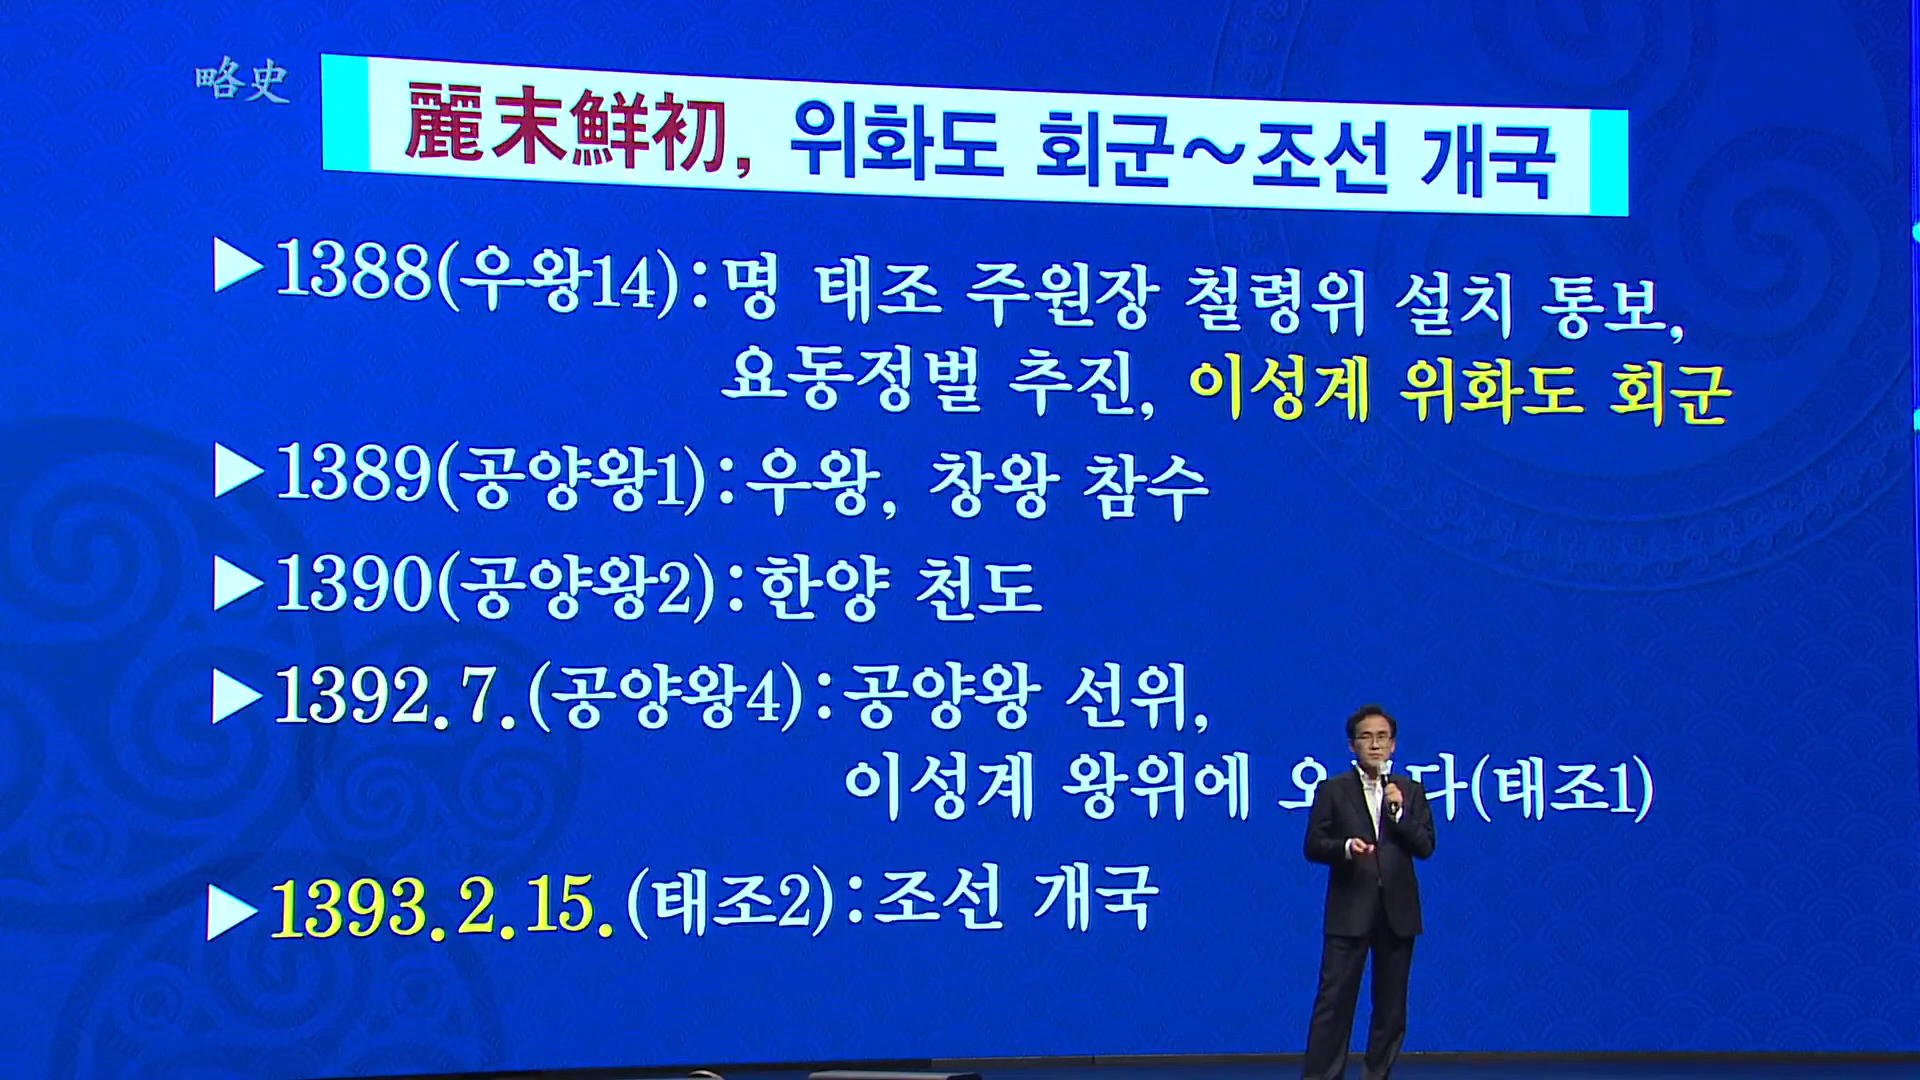 略史
麗末鮮初, 위화도 회군~조선 개국
▶1388(우왕14):명 태조 주원장 철령위 설치 통보,
요동정벌 추진, 이성계 위화도 회군
▶1389(공양왕1):우왕, 창왕 참수
▶1390(공양왕2):한양 천도
▶1392.7.(공양왕4):공양왕 선위,
이성계 왕위에 다(태조1)
▶1393.2.15.(태조2):조선 개국